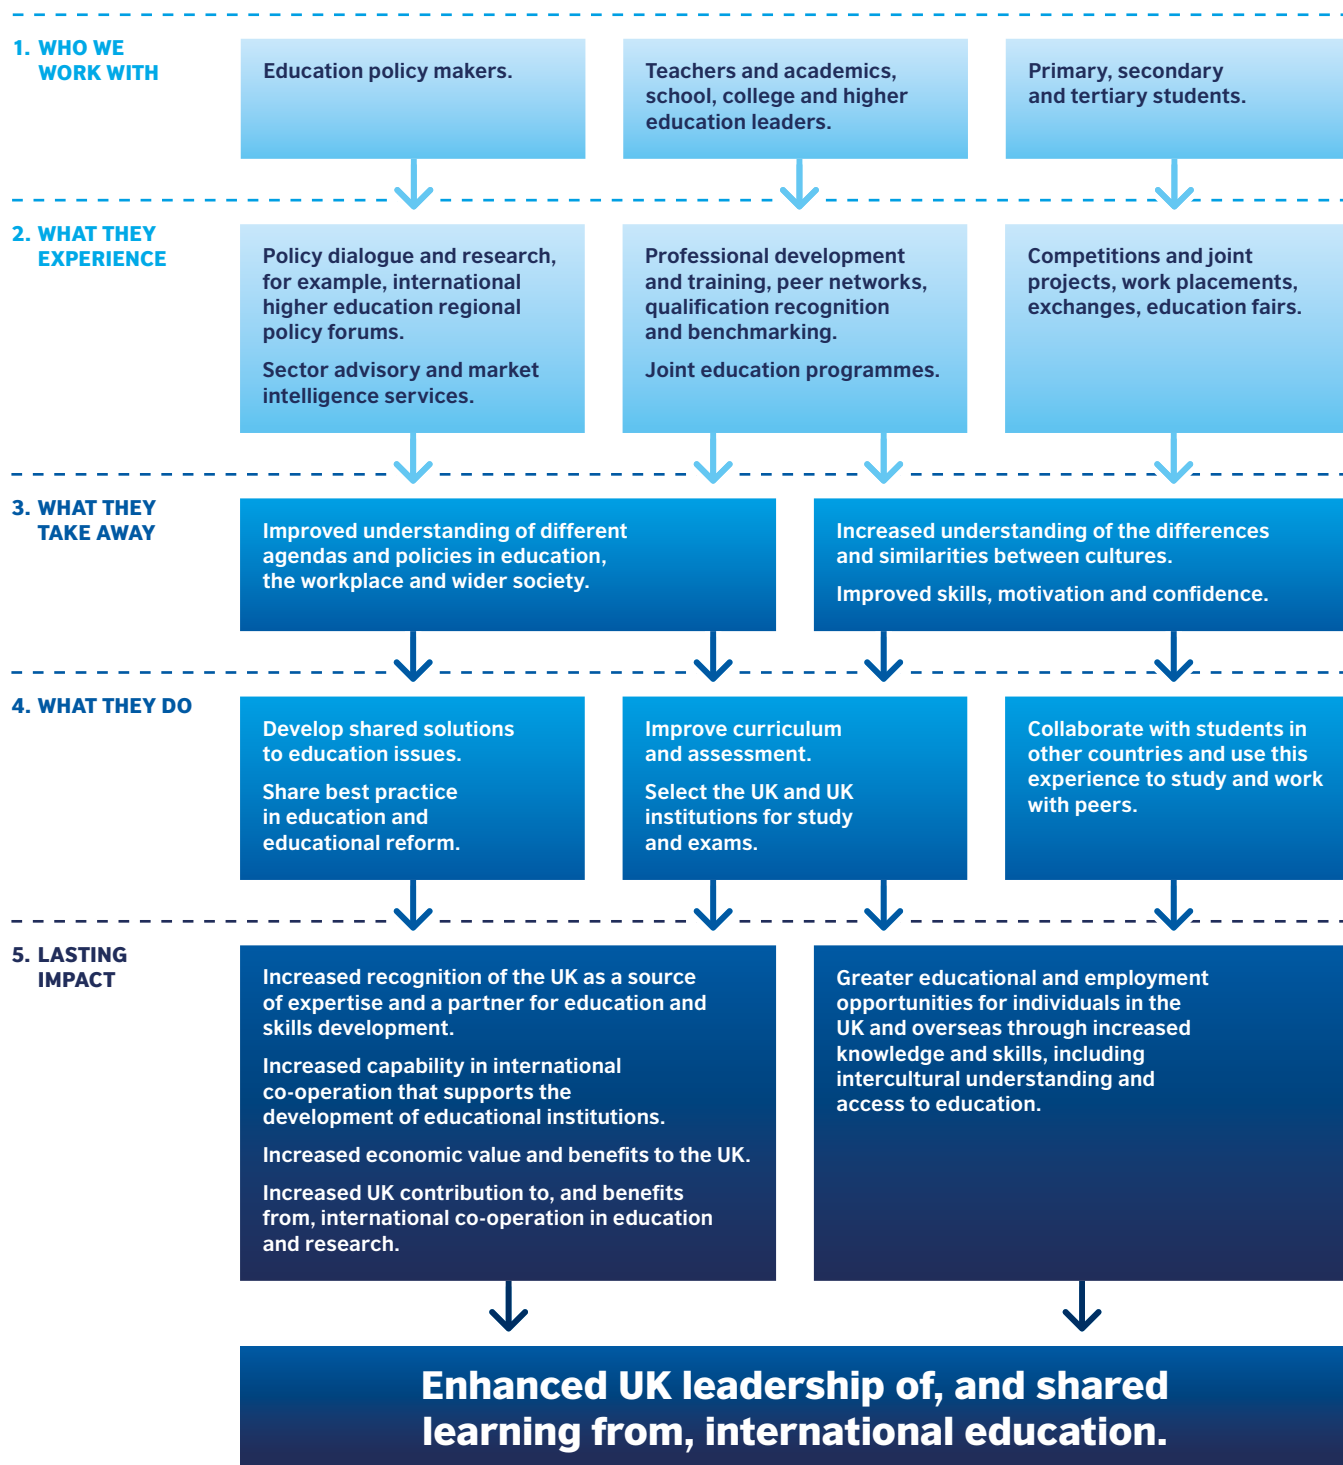 1. WHO WE
WORK WITH
Education policy makers.
Teachers and academics,
school, college and higher
education leaders.
Primary, secondary
and tertiary students.
2. WHAT THEY
EXPERIENCE
Policy dialogue and research,
for example, international
higher education regional
policy forums.
Sector advisory and market
intelligence services.
Professional development
and training, peer networks,
qualification recognition
and benchmarking.
Joint education programmes.
Competitions and joint
projects, work placements,
exchanges, education fairs.
3. WHAT THEY
TAKE AWAY
Improved understanding of different
agendas and policies in education,
the workplace and wider society.
Increased understanding of the differences
and similarities between cultures.
Improved skills, motivation and confidence.
4. WHAT THEY DO
Develop shared solutions
to education issues.
Share best practice
in education and
educational reform.
Improve curriculum
and assessment.
Select the UK and UK
institutions for study
and exams.
Collaborate with students in
other countries and use this
experience to study and work
with peers.
5. LASTING
IMPACT
Increased recognition of the UK as a source
of expertise and a partner for education and
skills development.
Increased capability in international
co-operation that supports the
development of educational institutions.
Increased economic value and benefits to the UK.
Increased UK contribution to, and benefits
from, international co-operation in education
and research.
Greater educational and employment
opportunities for individuals in the
UK and overseas through increased
knowledge and skills, including
intercultural understanding and
access to education.
Enhanced UK leadership of, and shared
learning from, international education.